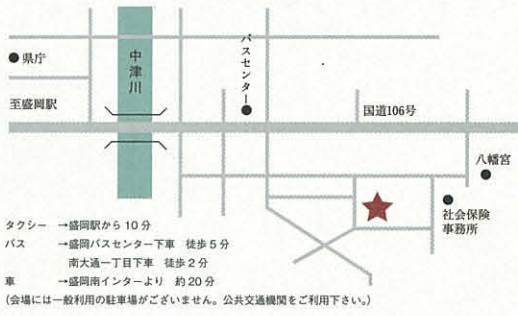 県庁
中津川
バスセンター
至盛岡駅
国道106号
八幡宮
社会保険
事務所
タクシー →盛岡駅から10分
バス →盛岡バスセンター下車 徒歩5分
南大通一丁目下車 徒歩2分
車 →盛岡南インターより 約20分
(会場には一般利用の駐車場がございません。公共交通機関をご利用下さい。)